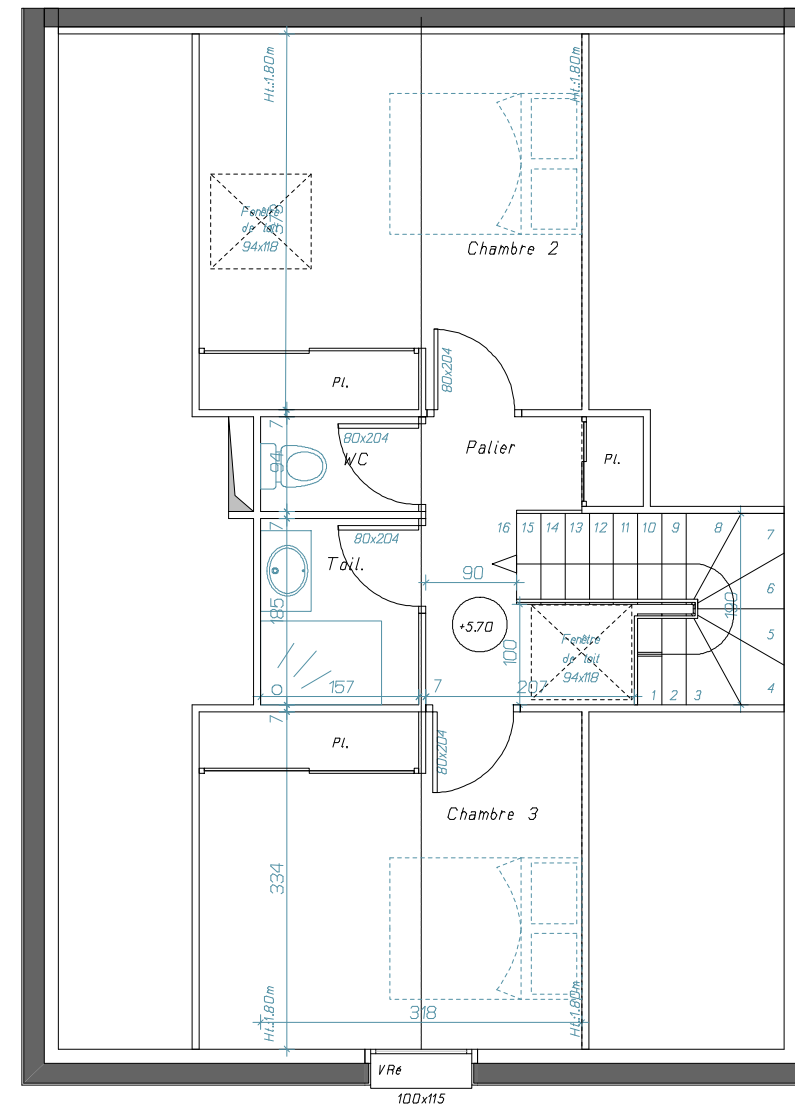 Ht.:1.80m
Ht.:1.80m
Fenêtre
de toit
94x118
Chambre 2
80x204
Pl.
7
80x204
WC
94
Palier
Pl.
7
80x204
Toil.
16 15 14 13 12 11 10 9 8 7
6
5
4
90
185
+5.70
100
190
Fenêtre
de toit
94x118
157
7
207
1 2 3
0
7
Pl.
80x204
Chambre 3
334
Ht.:1.80m
Ht.:1.80m
318
VRé
100x115